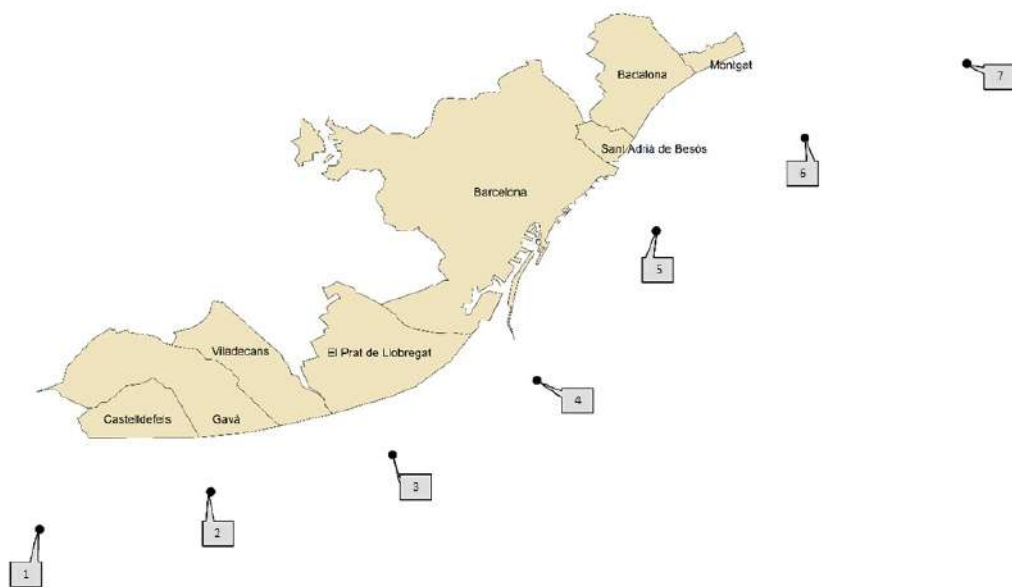 Montgat
Badalona
7
Sant Adrià de Besòs
6
Barcelona
5
Viladecans
El Prat de Llobregat
4
Castelldefels
Gavà
3
2
1